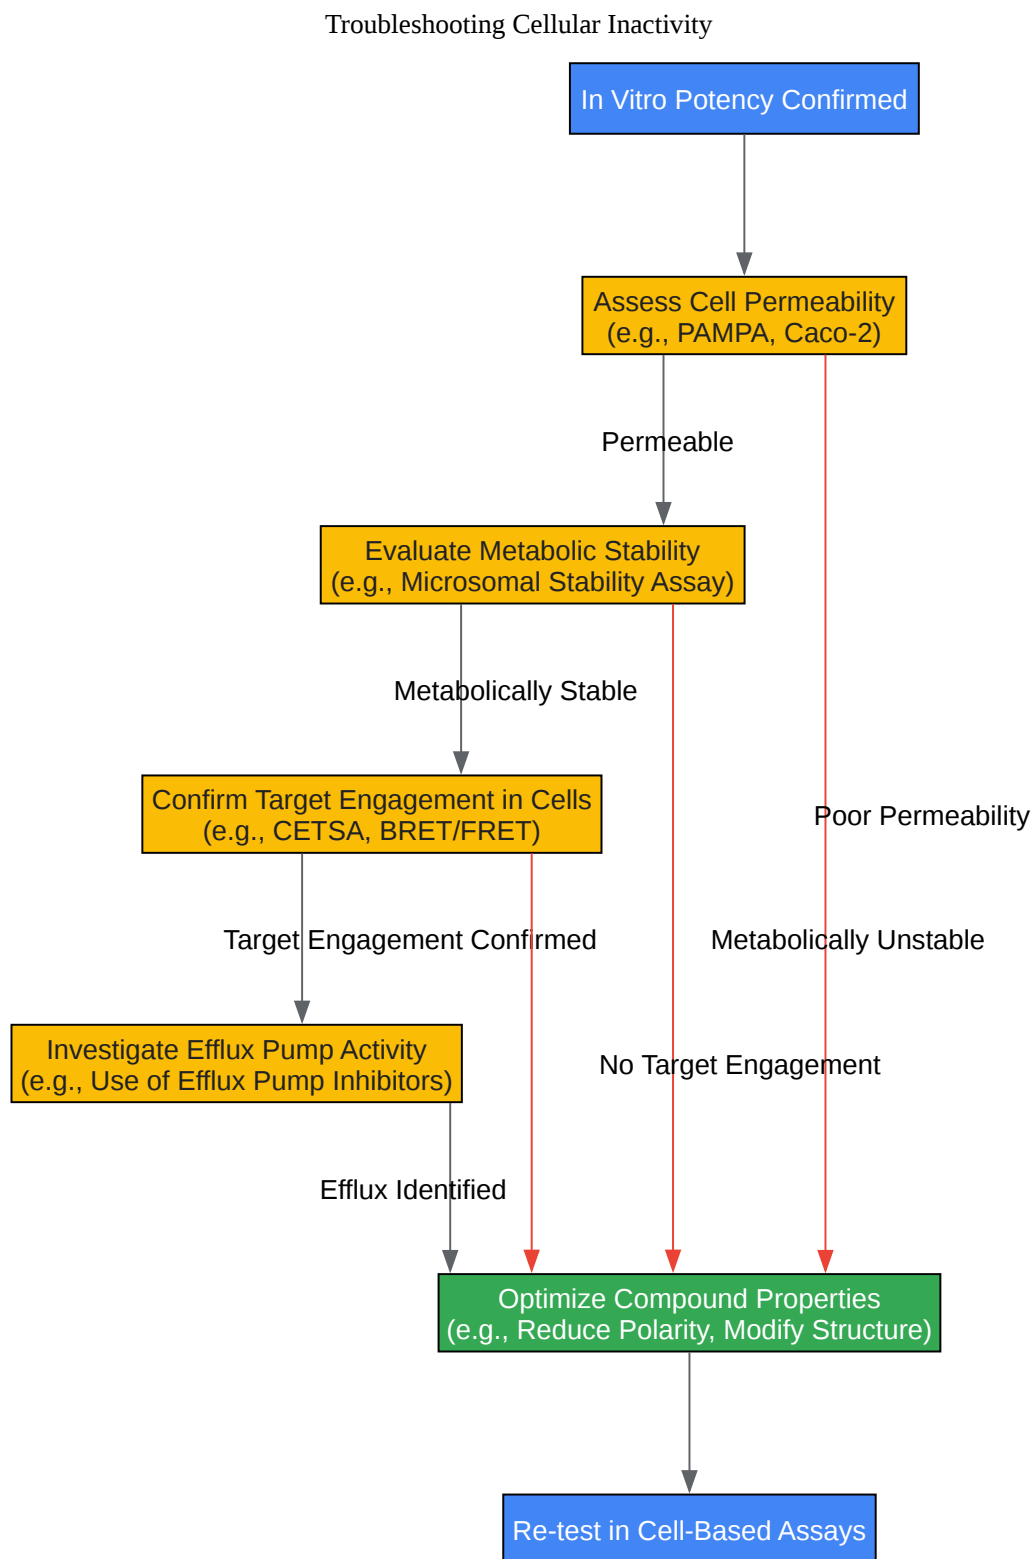 Troubleshooting Cellular Inactivity
In Vitro Potency Confirmed
Assess Cell Permeability
(e.g., PAMPA, Caco-2)
Permeable
Evaluate Metabolic Stability
(e.g., Microsomal Stability Assay)
Metabolically Stable
Confirm Target Engagement in Cells
(e.g., CETSA, BRET/FRET)
Poor Permeability
Target Engagement Confirmed
Metabolically Unstable
Investigate Efflux Pump Activity
(e.g., Use of Efflux Pump Inhibitors)
No Target Engagement
Efflux Identified
Optimize Compound Properties
(e.g., Reduce Polarity, Modify Structure)
Re-test in Cell-Based Assays